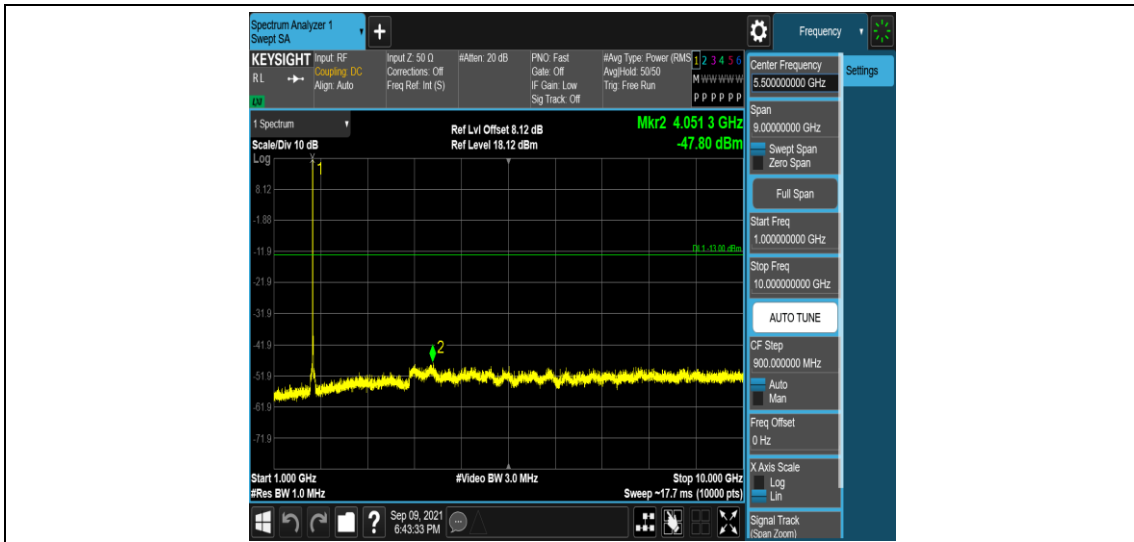 Spectrum Analyzer 1
Swept SA
+
Frequency
KEYSIGHT
RL
LXI
Input: RF
Coupling: DC
Align: Auto
Input Z: 50 Ω
Corrections: Off
Freq Ref: Int (S)
#Atten: 20 dB
PNO: Fast
Gate: Off
IF Gain: Low
Sig Track: Off
#Avg Type: Power (RMS
Avg|Hold: 50/50
Trig: Free Run
1 2 3 4 5 6
M W W W W W
P P P P P P
1 Spectrum
Scale/Div 10 dB
Ref Lvl Offset 8.12 dB
Ref Level 18.12 dBm
Mkr2 4.051 3 GHz
-47.80 dBm
Log
1
8.12
-1.88
-11.9
DL1 -13.00 dBm
-21.9
-31.9
-41.9
2
-51.9
-61.9
-71.9
Start 1.000 GHz
#Res BW 1.0 MHz
#Video BW 3.0 MHz
Stop 10.000 GHz
Sweep ~17.7 ms (10000 pts)
Sep 09, 2021
6:43:33 PM
?
Center Frequency
5.500000000 GHz
Settings
Span
9.00000000 GHz
Swept Span
Zero Span
Full Span
Start Freq
1.000000000 GHz
Stop Freq
10.000000000 GHz
AUTO TUNE
CF Step
900.000000 MHz
Auto
Man
Freq Offset
0 Hz
X Axis Scale
Log
Lin
Signal Track
(Span Zoom)